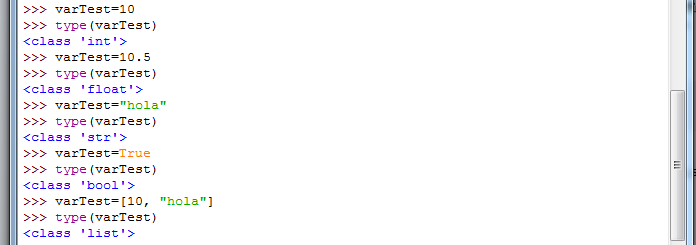 >>> varTest=10
>>> type(varTest)
<class 'int'>
>>> varTest=10.5
>>> type(varTest)
<class 'float'>
>>> varTest="hola"
>>> type(varTest)
<class 'str'>
>>> varTest=True
>>> type(varTest)
<class 'bool'>
>>> varTest=[10, "hola"]
>>> type(varTest)
<class 'list'>